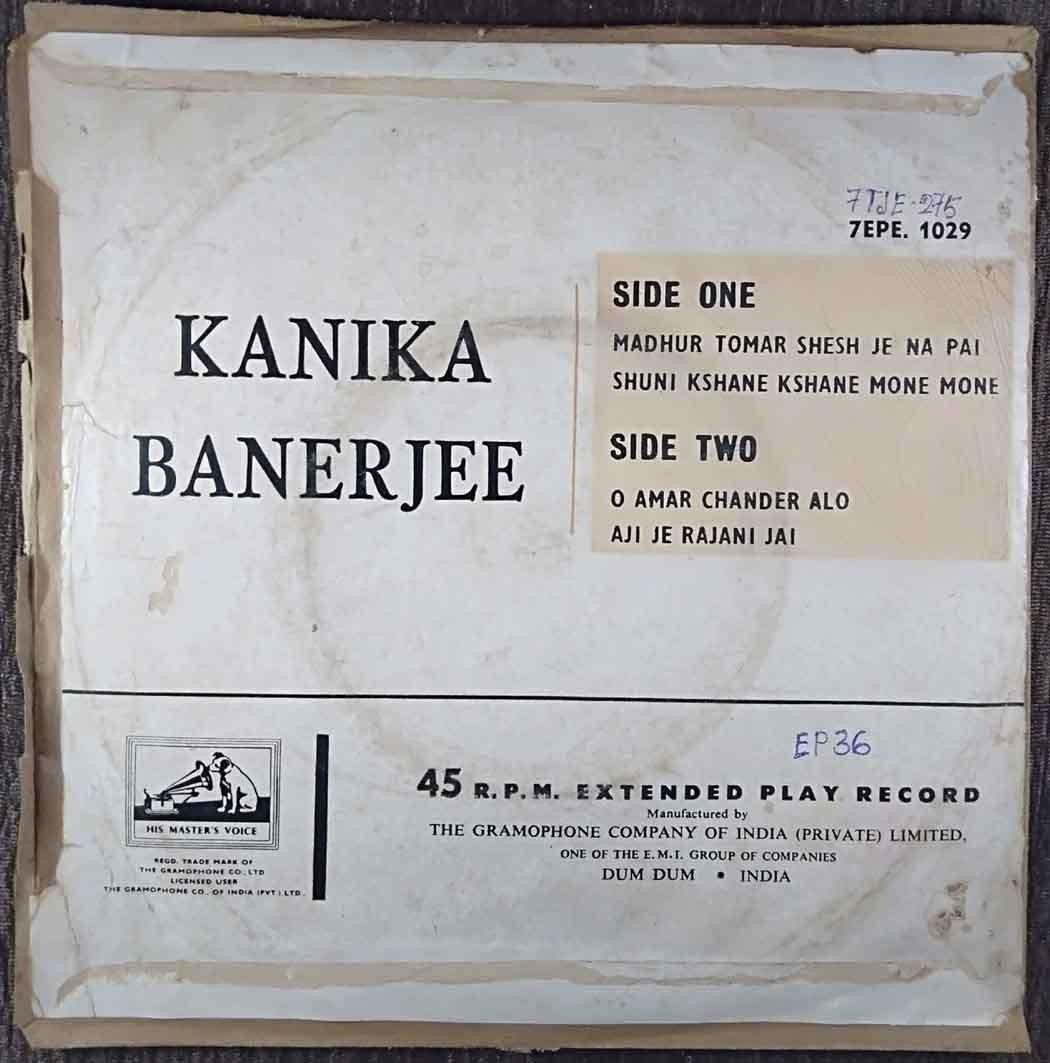 7TJE-275
7EPE. 1029
KANIKA
BANERJEE
SIDE ONE
MADHUR TOMAR SHESH JE NA PAI
SHUNI KSHANE KSHANE MONE MONE
SIDE TWO
O AMAR CHANDER ALO
AJI JE RAJANI JAI
EP36
HIS MASTER'S VOICE
REGD. TRADE MARK OF
THE GRAMOPHONE CO., LTD
LICENSED USER
THE GRAMOPHONE CO., OF INDIA (PVT.) LTD.
45 R.P.M. EXTENDED PLAY RECORD
Manufactured by
THE GRAMOPHONE COMPANY OF INDIA (PRIVATE) LIMITED,
ONE OF THE E.M.I. GROUP OF COMPANIES
DUM DUM • INDIA